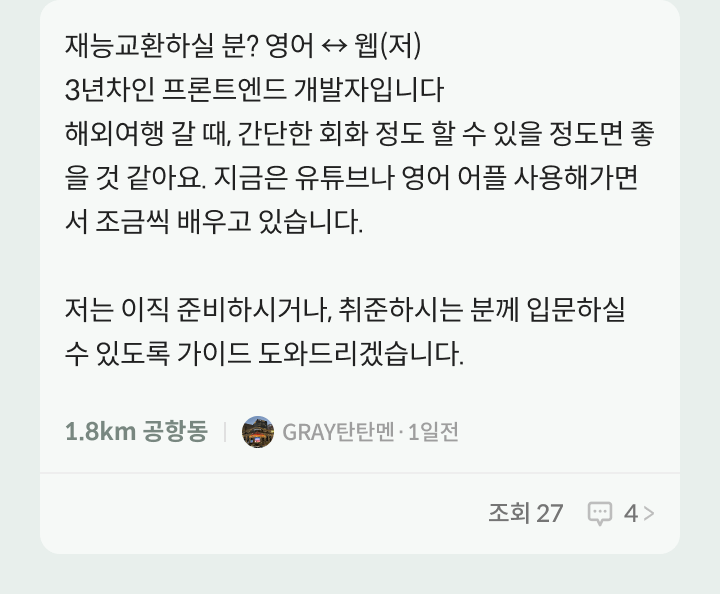 재능교환하실 분? 영어 ↔ 웹(저)
3년차인 프론트엔드 개발자입니다
해외여행 갈 때, 간단한 회화 정도 할 수 있을 정도면 좋
을 것 같아요. 지금은 유튜브나 영어 어플 사용해가면
서 조금씩 배우고 있습니다.
저는 이직 준비하시거나, 취준하시는 분께 입문하실
수 있도록 가이드 도와드리겠습니다.
1.8km 공항동 | GRAY탄탄멘 · 1일전
조회 27 4 >